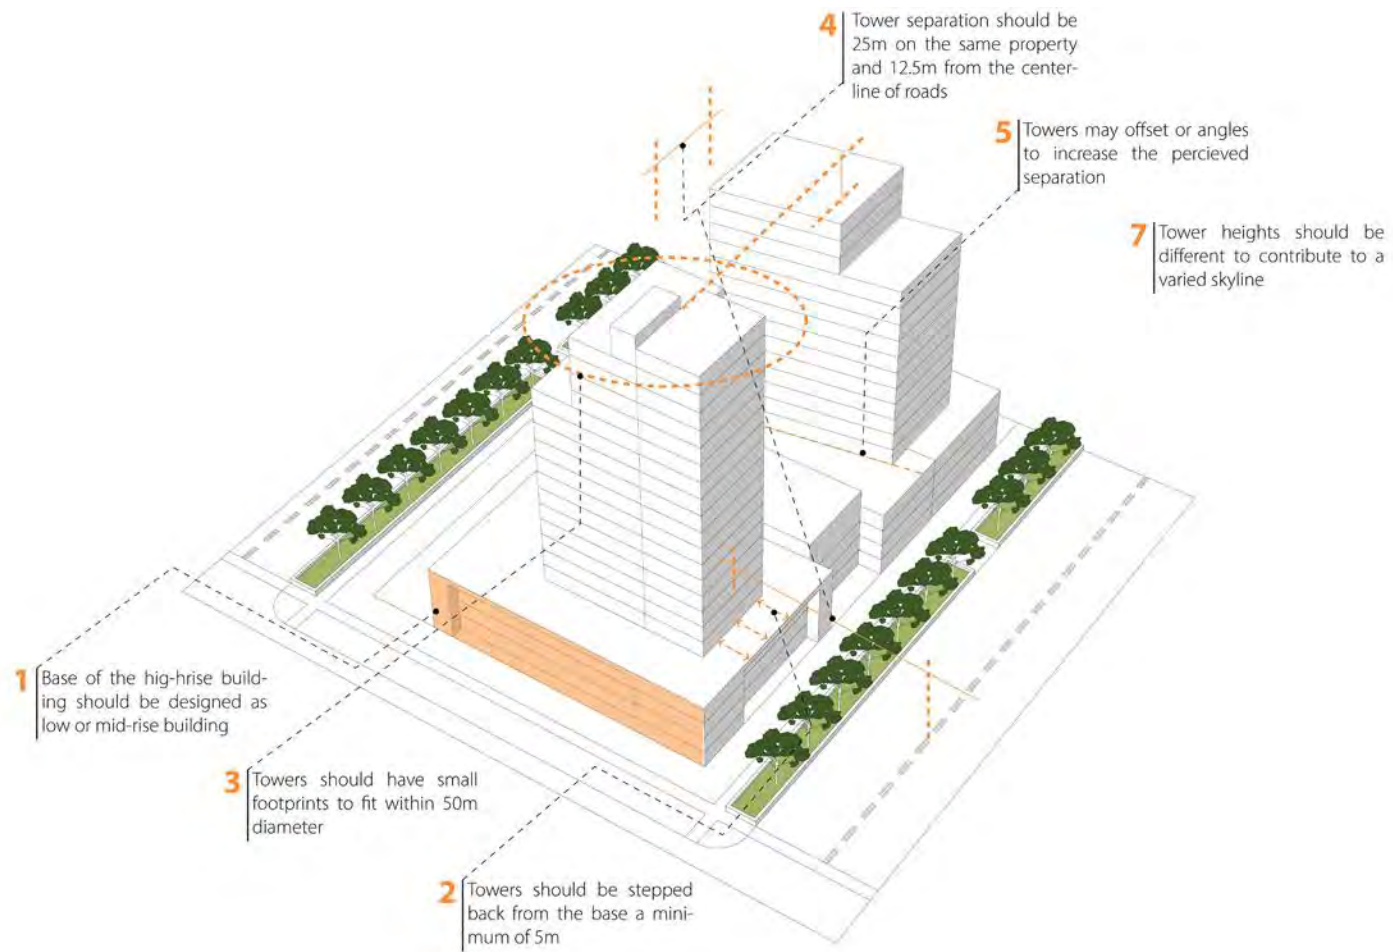 4 Tower separation should be
25m on the same property
and 12.5m from the center-
line of roads
5 Towers may offset or angles
to increase the percieved
separation
7 Tower heights should be
different to contribute to a
varied skyline
1 Base of the hig-hrise build-
ing should be designed as
low or mid-rise building
3 Towers should have small
footprints to fit within 50m
diameter
2 Towers should be stepped
back from the base a mini-
mum of 5m